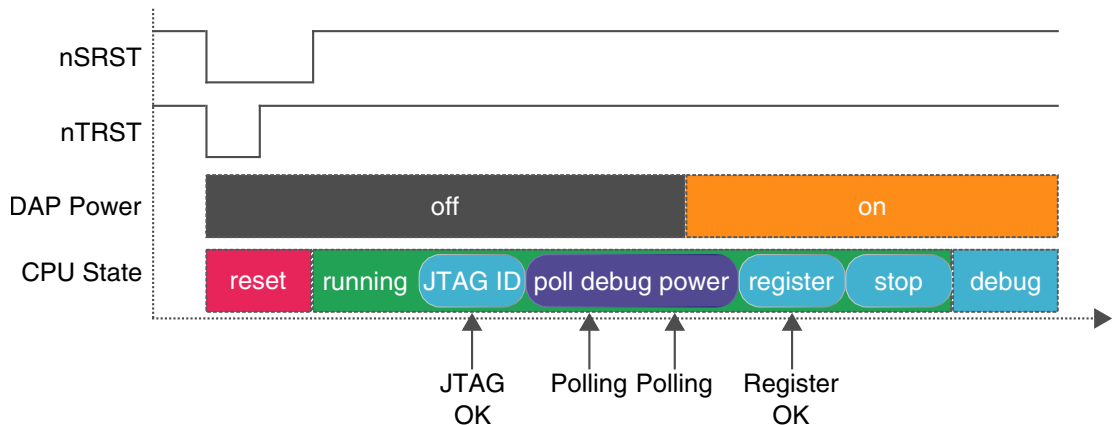 nSRST
nTRST
DAP Power
off
on
CPU State
reset
running
JTAG ID
poll debug power
register
stop
debug
JTAG
OK
Polling
Polling
Register
OK